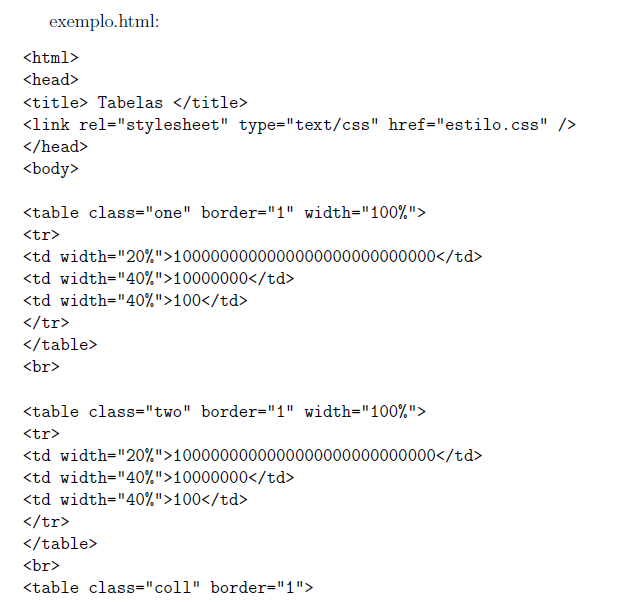 exemplo.html:
<html>
<head>
<title> Tabelas </title>
<link rel="stylesheet" type="text/css" href="estilo.css" />
</head>
<body>
<table class="one" border="1" width="100%">
<tr>
<td width="20%">1000000000000000000000000000</td>
<td width="40%">10000000</td>
<td width="40%">100</td>
</tr>
</table>
<br>
<table class="two" border="1" width="100%">
<tr>
<td width="20%">1000000000000000000000000000</td>
<td width="40%">10000000</td>
<td width="40%">100</td>
</tr>
</table>
<br>
<table class="coll" border="1">